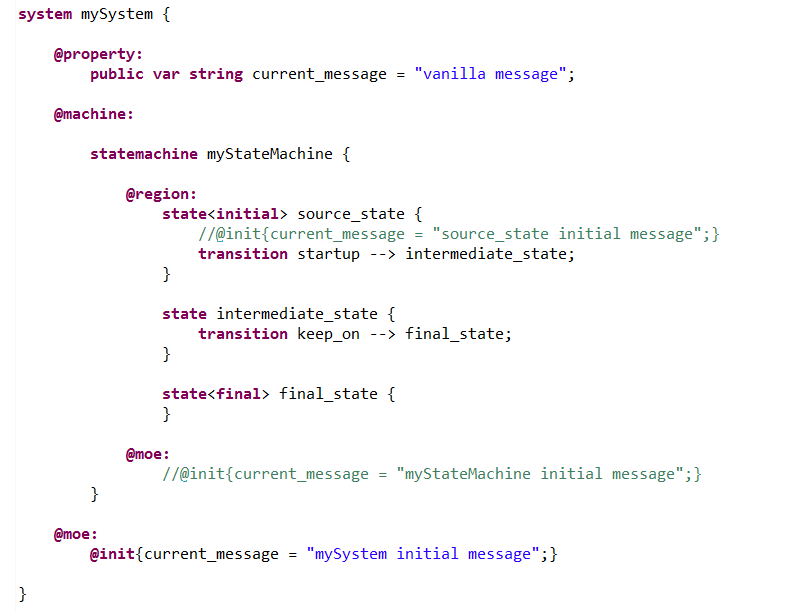 system mySystem {
@property:
public var string current_message = "vanilla message";
@machine:
statemachine myStateMachine {
@region:
state<initial> source_state {
//@init{current_message = "source_state initial message";}
transition startup --> intermediate_state;
}
state intermediate_state {
transition keep_on --> final_state;
}
state<final> final_state {
}
@moe:
//@init{current_message = "myStateMachine initial message";}
}
@moe:
@init{current_message = "mySystem initial message";}
}